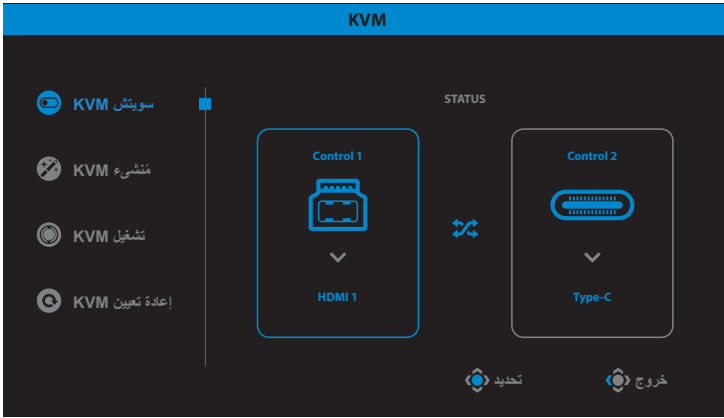 KVM
سويتش KVM
مُنشىء KVM
تشغيل KVM
إعادة تعيين KVM
STATUS
Control 1
HDMI 1
Control 2
Type-C
تحديد
خروج